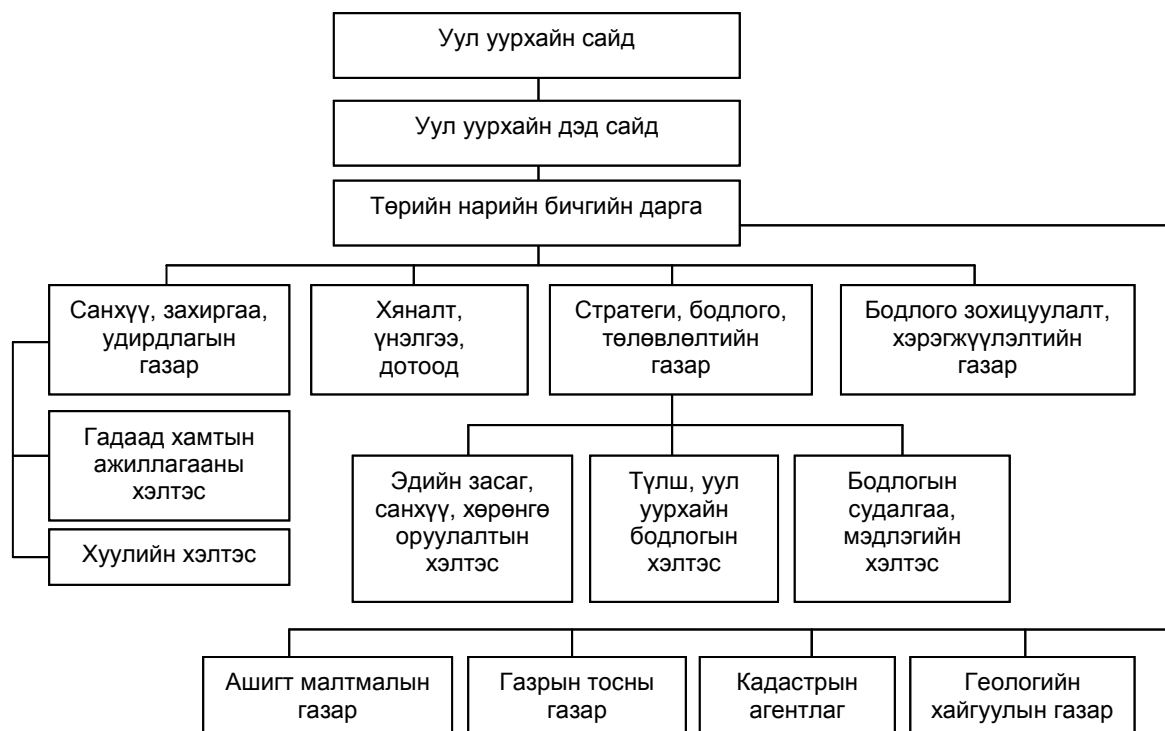 Уул уурхайн сайд
Уул уурхайн дэд сайд
Төрийн нарийн бичгийн дарга
Санхүү, захиргаа,
удирдлагын
газар
Хяналт,
үнэлгээ,
дотоод
Стратеги, бодлого,
төлөвлөлтийн
газар
Бодлого зохицуулалт,
хэрэгжүүлэлтийн
газар
Гадаад хамтын
ажиллагааны
хэлтэс
Хуулийн хэлтэс
Эдийн засаг,
санхүү, хөрөнгө
оруулалтын
хэлтэс
Түлш, уул
уурхайн
бодлогын
хэлтэс
Бодлогын
судалгаа,
мэдлэгийн
хэлтэс
Ашигт малтмалын
газар
Газрын тосны
газар
Кадастрын
агентлаг
Геологийн
хайгуулын газар